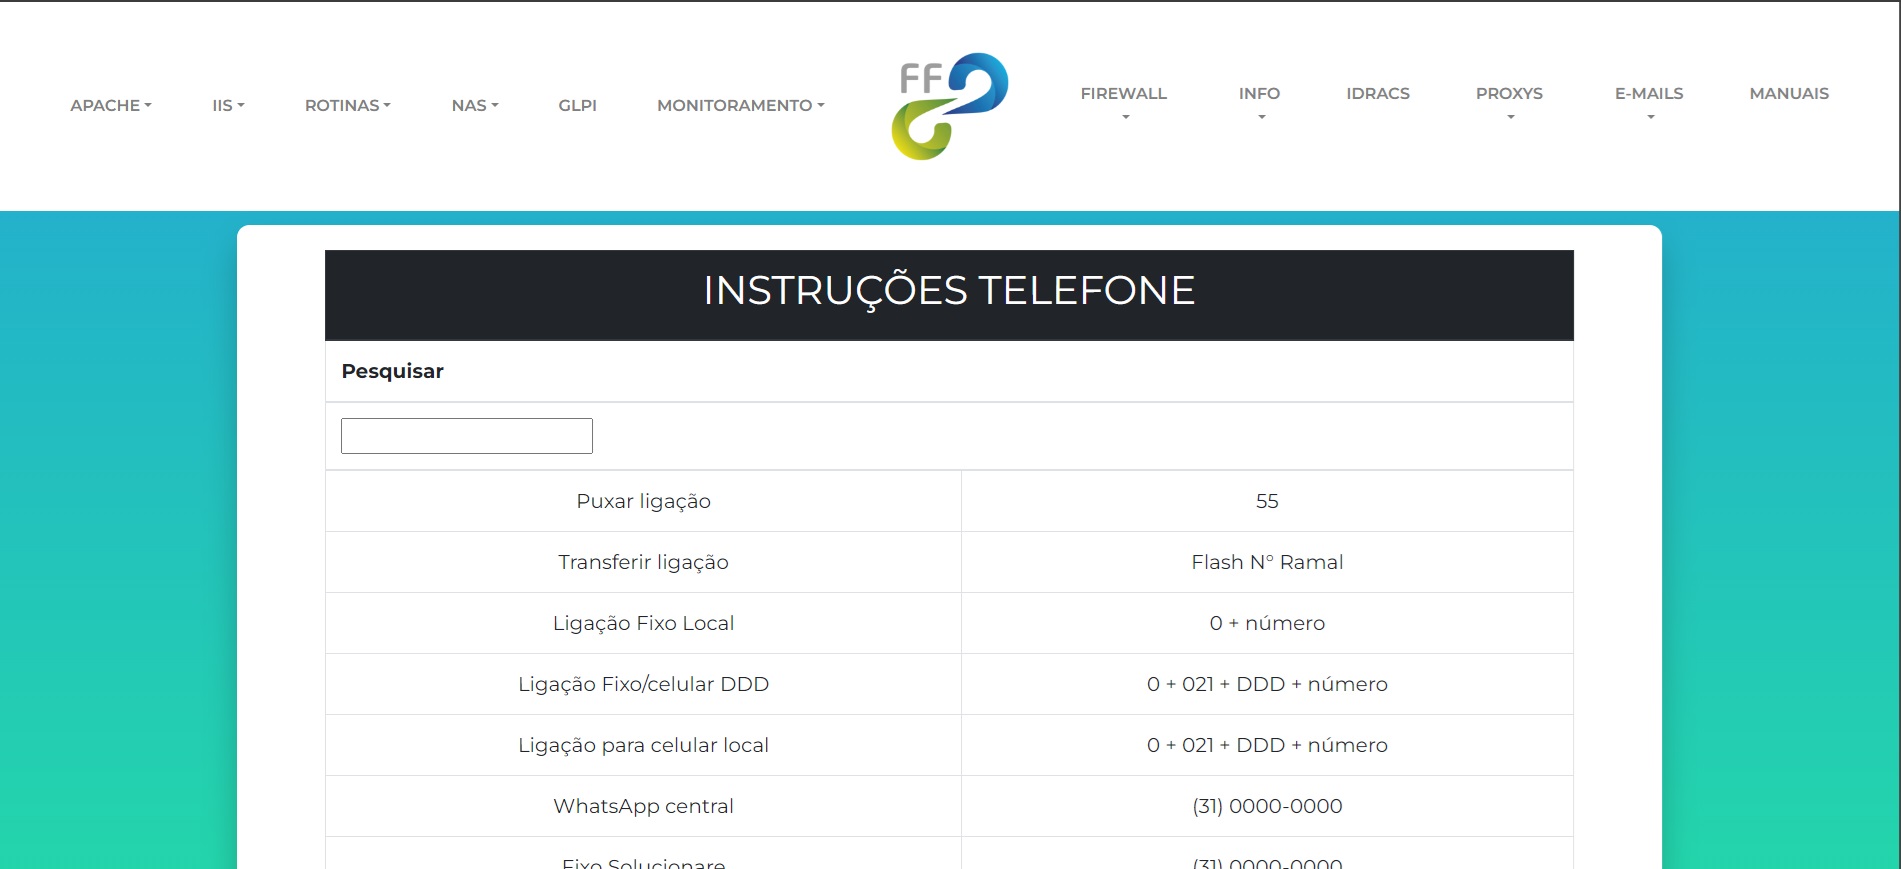 APACHE IIS ROTINAS NAS GLPI MONITORAMENTO FF FIREWALL INFO IDRACS PROXYS E-MAILS MANUAIS
INSTRUÇÕES TELEFONE
Pesquisar
Puxar ligação 55
Transferir ligação Flash N° Ramal
Ligação Fixo Local 0 + número
Ligação Fixo/celular DDD 0 + 021 + DDD + número
Ligação para celular local 0 + 021 + DDD + número
WhatsApp central (31) 0000-0000
Fixo Solucionare (31) 0000-0000